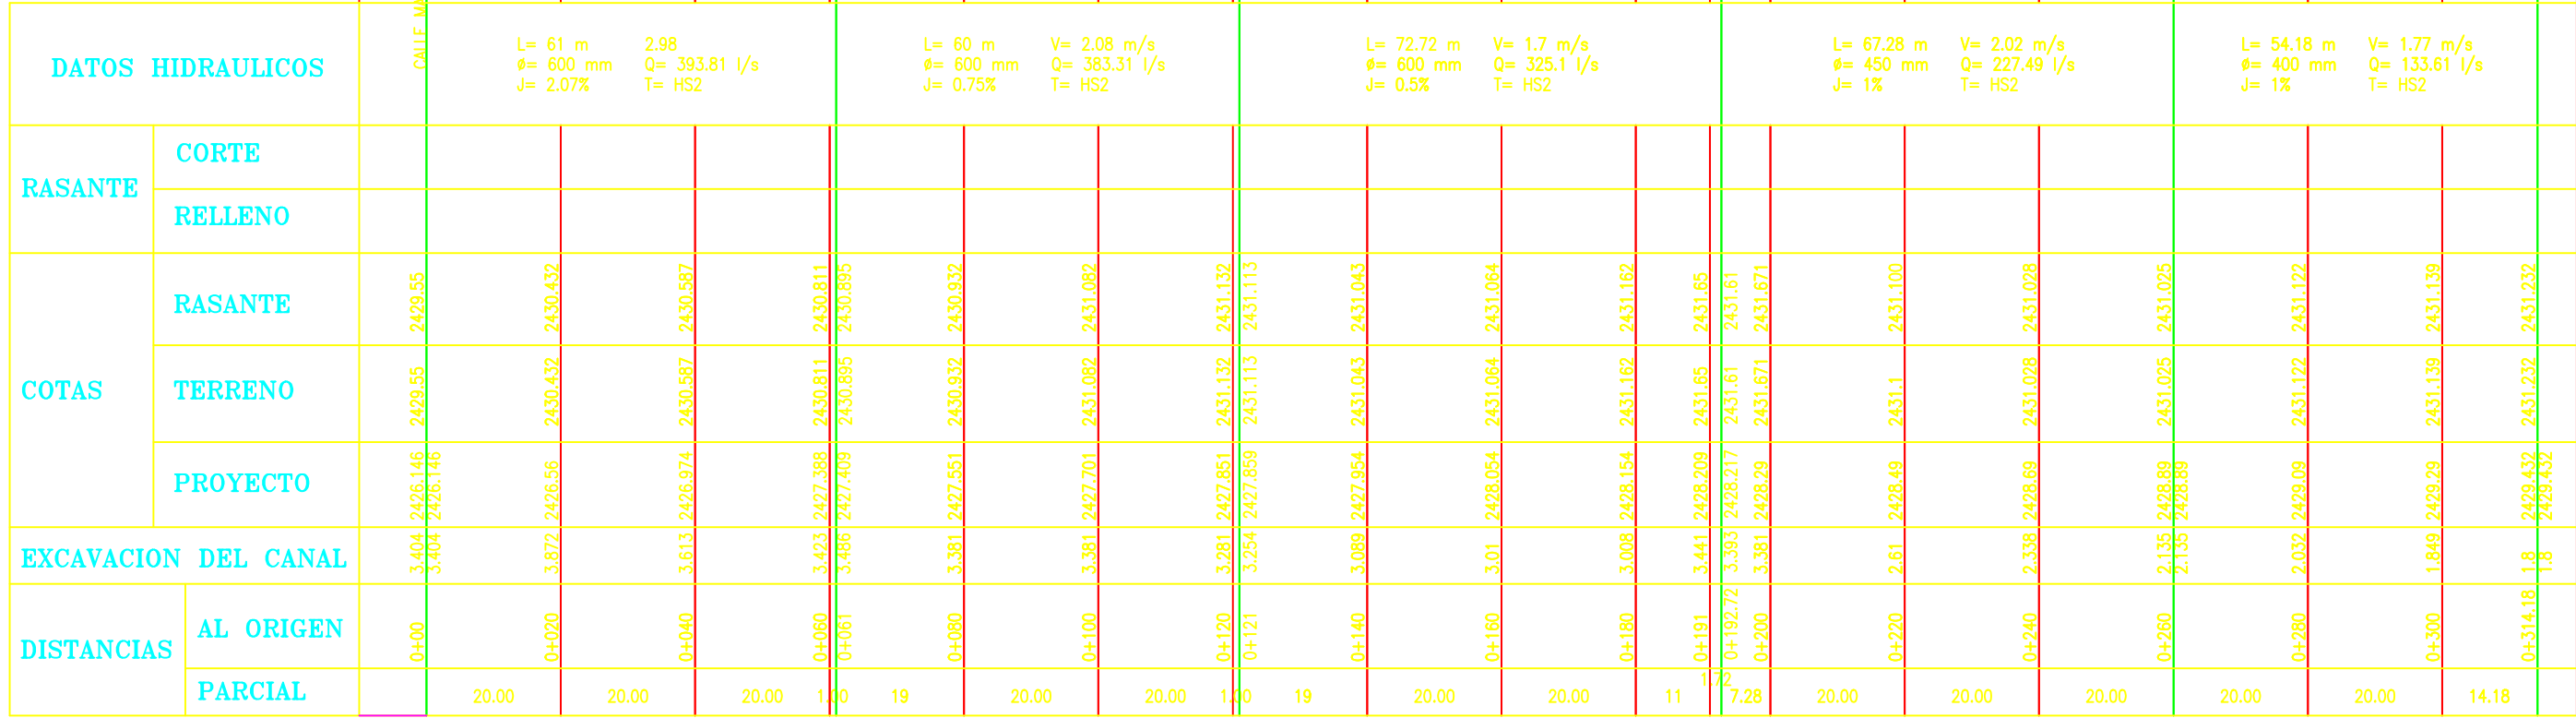 CALLE MA
DATOS HIDRAULICOS
L= 61 m 2.98
ø= 600 mm Q= 393.81 l/s
J= 2.07% T= HS2
L= 60 m V= 2.08 m/s
ø= 600 mm Q= 383.31 l/s
J= 0.75% T= HS2
L= 72.72 m V= 1.7 m/s
ø= 600 mm Q= 325.1 l/s
J= 0.5% T= HS2
L= 67.28 m V= 2.02 m/s
ø= 450 mm Q= 227.49 l/s
J= 1% T= HS2
L= 54.18 m V= 1.77 m/s
ø= 400 mm Q= 133.61 l/s
J= 1% T= HS2
RASANTE
CORTE
RELLENO
COTAS
RASANTE
2429.55 2430.432 2430.587 2430.811 2430.895 2430.932 2431.082 2431.132 2431.113 2431.043 2431.064 2431.162 2431.65 2431.61 2431.671 2431.100 2431.028 2431.025 2431.122 2431.139 2431.232
TERRENO
2429.55 2430.432 2430.587 2430.811 2430.895 2430.932 2431.082 2431.132 2431.113 2431.043 2431.064 2431.162 2431.65 2431.61 2431.671 2431.1 2431.028 2431.025 2431.122 2431.139 2431.232
PROYECTO
2426.146 2426.146 2426.56 2426.974 2427.388 2427.409 2427.551 2427.701 2427.851 2427.859 2427.954 2428.054 2428.154 2428.209 2428.217 2428.29 2428.49 2428.69 2428.89 2428.89 2429.09 2429.29 2429.432 2429.432
EXCAVACION DEL CANAL
3.404 3.404 3.872 3.613 3.423 3.486 3.381 3.381 3.281 3.254 3.089 3.01 3.008 3.441 3.393 3.381 2.61 2.338 2.135 2.135 2.032 1.849 1.8 1.8
DISTANCIAS
AL ORIGEN
0+00 0+020 0+040 0+060 0+061 0+080 0+100 0+120 0+121 0+140 0+160 0+180 0+191 0+192.72 0+200 0+220 0+240 0+260 0+280 0+300 0+314.18
PARCIAL
20.00 20.00 20.00 1.00 19 20.00 20.00 1.00 19 20.00 20.00 11 1.72 7.28 20.00 20.00 20.00 20.00 20.00 14.18